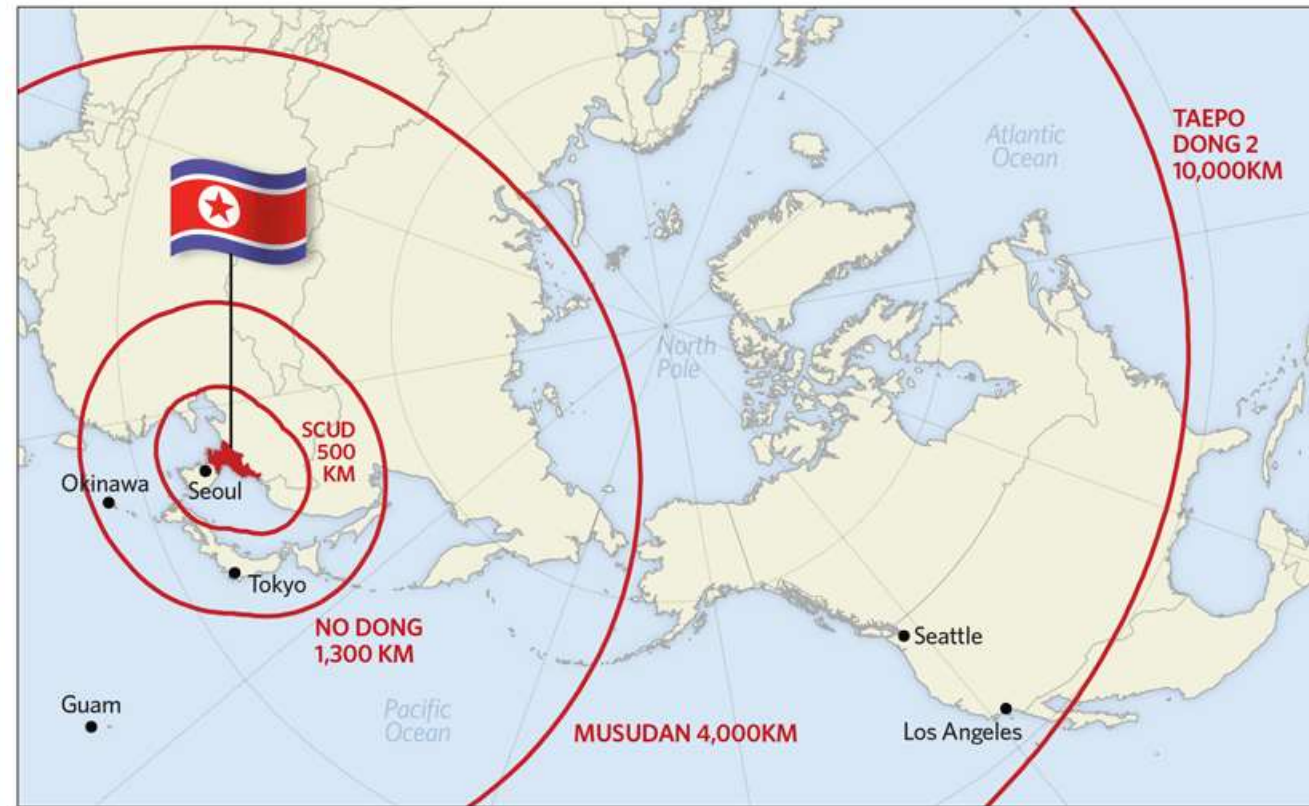 TAEPO
DONG 2
10,000KM
Atlantic
Ocean
North
Pole
SCUD
500
KM
Okinawa
Seoul
Tokyo
NO DONG
1,300 KM
Seattle
Guam
Pacific
Ocean
MUSUDAN 4,000KM
Los Angeles